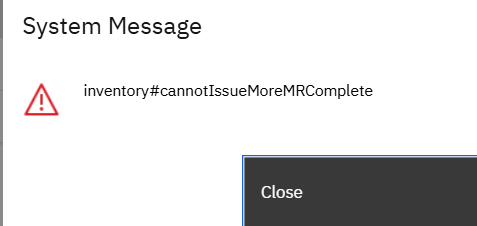 System Message
inventory#cannotIssueMoreMRComplete
Close